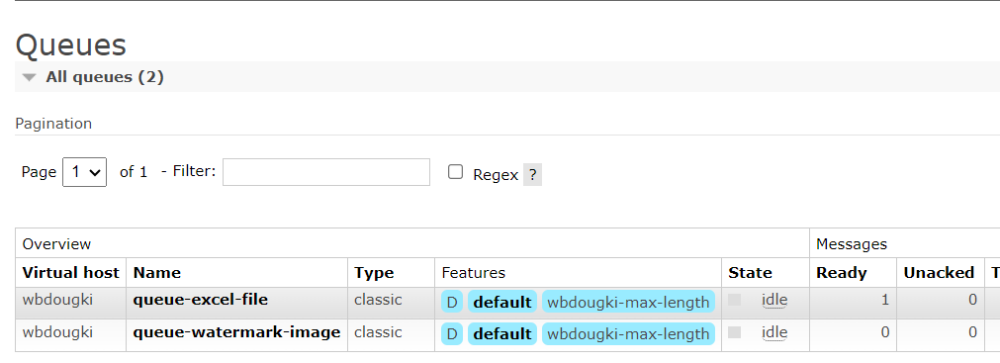 Queues
All queues (2)
Pagination
Page 1 of 1 - Filter: Regex ?
Overview Messages
Virtual host Name Type Features State Ready Unacked T
wbdougki queue-excel-file classic D default wbdougki-max-length idle 1 0
wbdougki queue-watermark-image classic D default wbdougki-max-length idle 0 0